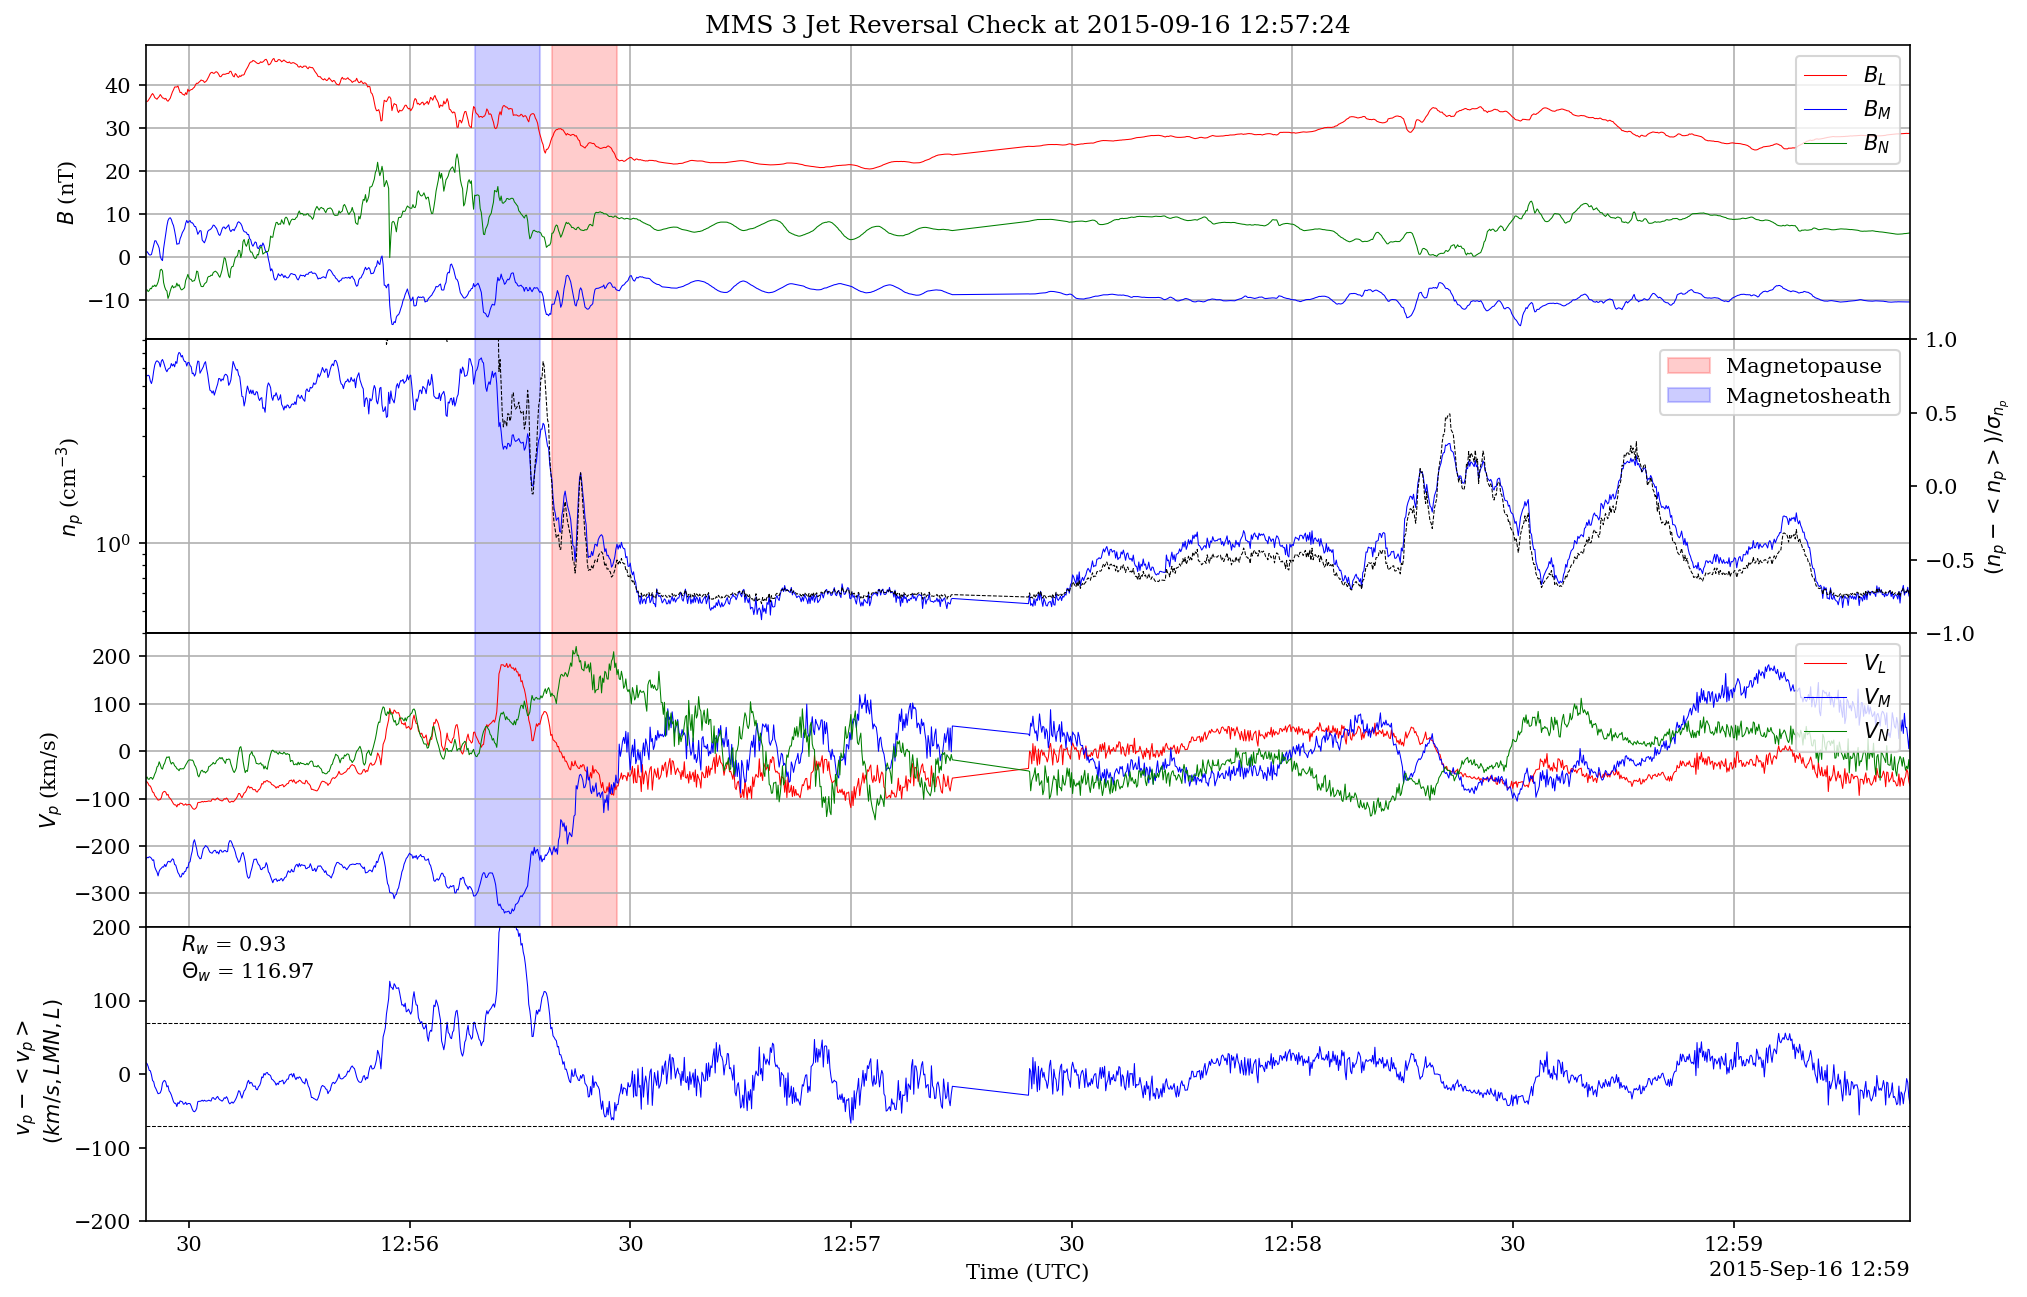 MMS 3 Jet Reversal Check at 2015-09-16 12:57:24
40
30
20
10
0
−10
B (nT)
B_L
B_M
B_N
10^0
n_p (cm^−3)
Magnetopause
Magnetosheath
1.0
0.5
0.0
−0.5
−1.0
(n_p − < n_p >)/σ_{n_p}
200
100
0
−100
−200
−300
V_p (km/s)
V_L
V_M
V_N
200
100
0
−100
−200
v_p − < v_p >
(km/s, LMN, L)
R_w = 0.93
Θ_w = 116.97
30 12:56 30 12:57 30 12:58 30 12:59
Time (UTC)
2015-Sep-16 12:59